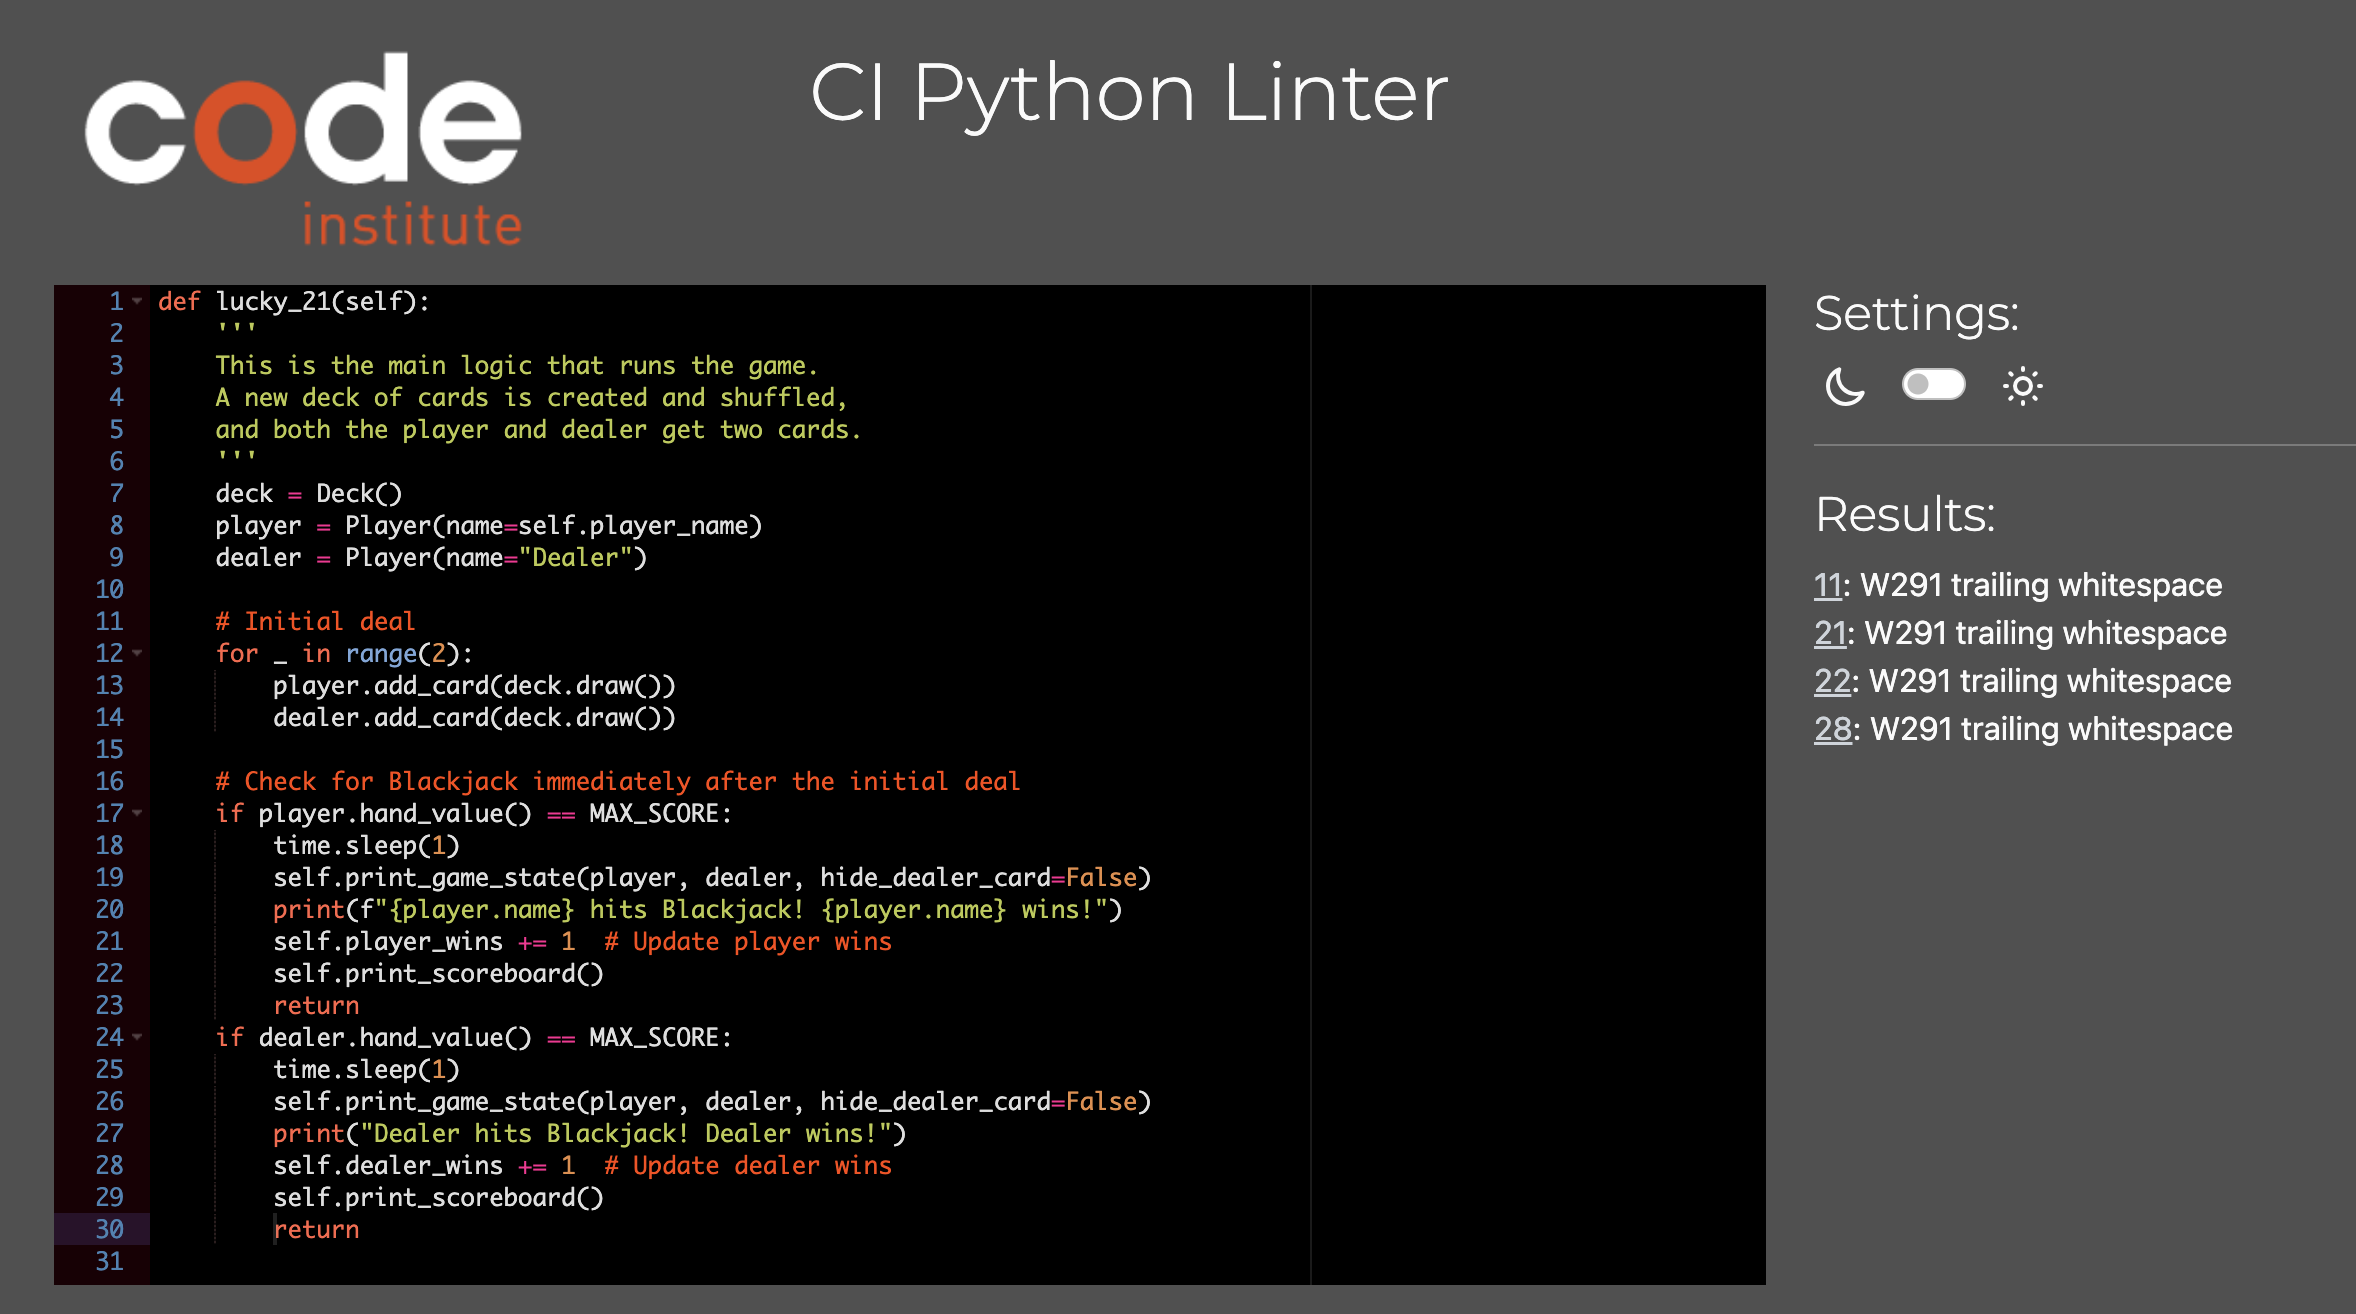 code
institute
CI Python Linter
1 def lucky_21(self):
2     '''
3     This is the main logic that runs the game.
4     A new deck of cards is created and shuffled,
5     and both the player and dealer get two cards.
6     '''
7     deck = Deck()
8     player = Player(name=self.player_name)
9     dealer = Player(name="Dealer")
10
11     # Initial deal
12     for _ in range(2):
13         player.add_card(deck.draw())
14         dealer.add_card(deck.draw())
15
16     # Check for Blackjack immediately after the initial deal
17     if player.hand_value() == MAX_SCORE:
18         time.sleep(1)
19         self.print_game_state(player, dealer, hide_dealer_card=False)
20         print(f"{player.name} hits Blackjack! {player.name} wins!")
21         self.player_wins += 1  # Update player wins
22         self.print_scoreboard()
23         return
24     if dealer.hand_value() == MAX_SCORE:
25         time.sleep(1)
26         self.print_game_state(player, dealer, hide_dealer_card=False)
27         print("Dealer hits Blackjack! Dealer wins!")
28         self.dealer_wins += 1  # Update dealer wins
29         self.print_scoreboard()
30         return
31
Settings:
Results:
11: W291 trailing whitespace
21: W291 trailing whitespace
22: W291 trailing whitespace
28: W291 trailing whitespace